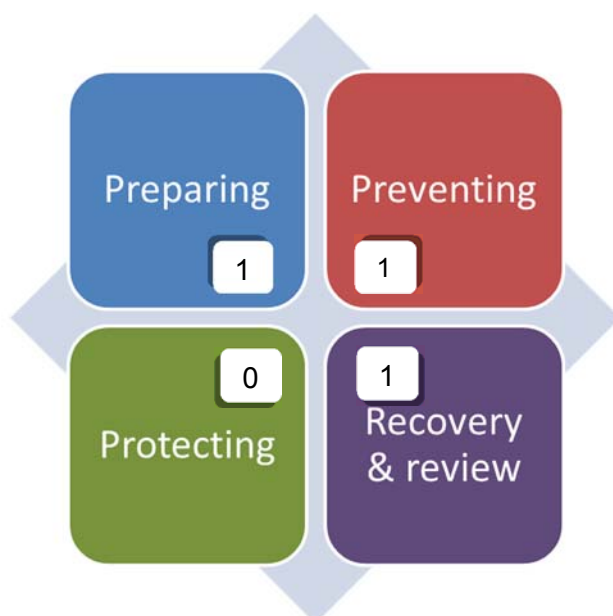 Preparing
Preventing
1
1
0
1
Protecting
Recovery
& review